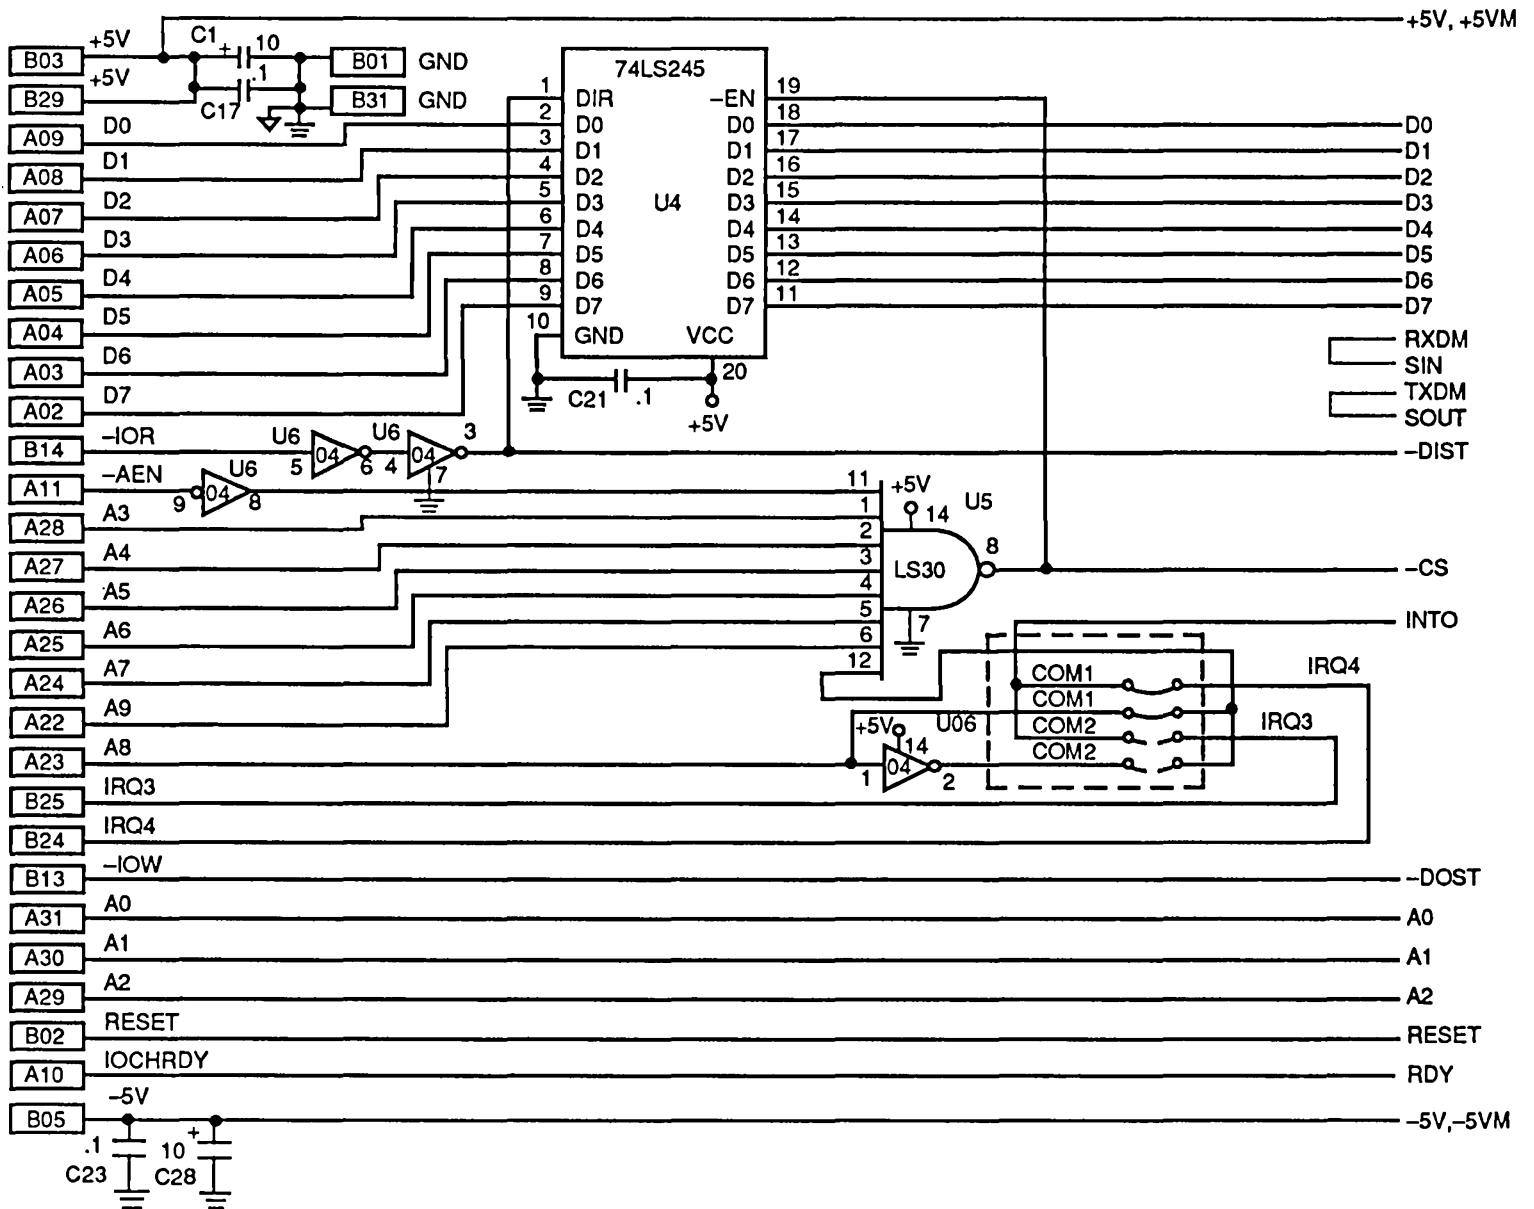 +5V, +5VM
B03 +5V C1 + 10 B01 GND
B29 +5V C17 .1 B31 GND
74LS245
U4
1 DIR -EN 19
2 D0 D0 18
3 D1 D1 17
4 D2 D2 16
5 D3 D3 15
6 D4 D4 14
7 D5 D5 13
8 D6 D6 12
9 D7 D7 11
10 GND VCC
20
C21 .1
+5V
A09 D0
A08 D1
A07 D2
A06 D3
A05 D4
A04 D5
A03 D6
A02 D7
D0
D1
D2
D3
D4
D5
D6
D7
RXDM
SIN
TXDM
SOUT
B14 –IOR U6 5 04 6 U6 4 04 3 7 –DIST
A11 –AEN 9 04 U6 8
A28 A3
A27 A4
A26 A5
A25 A6
A24 A7
A22 A9
A23 A8
11
1
2
3
4
5
6
12
+5V
14
U5
LS30
8
7
–CS
INTO
COM1 IRQ4
COM1
COM2 IRQ3
COM2
+5V U06
14
1 04 2
B25 IRQ3
B24 IRQ4
B13 –IOW –DOST
A31 A0 A0
A30 A1 A1
A29 A2 A2
B02 RESET RESET
A10 IOCHRDY RDY
B05 –5V –5V,–5VM
.1 C23
+ 10 C28